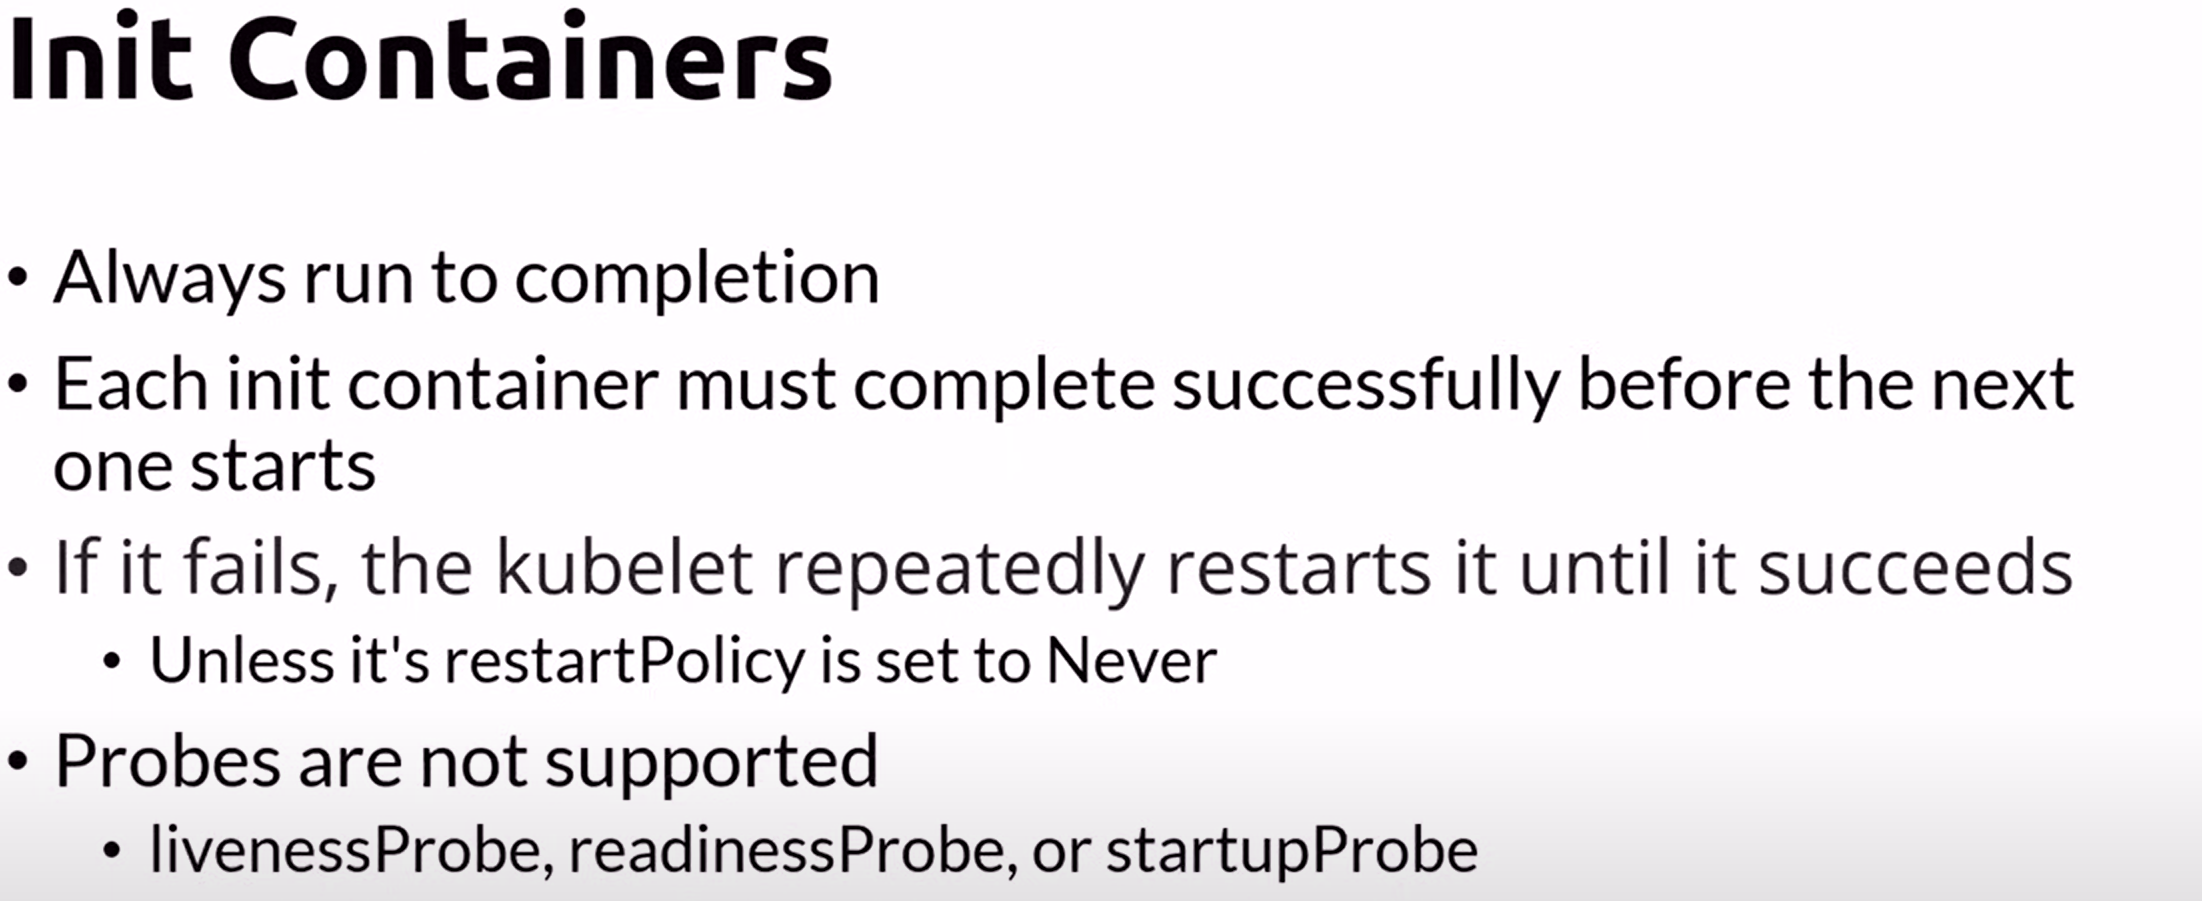 Init Containers
• Always run to completion
• Each init container must complete successfully before the next
one starts
• If it fails, the kubelet repeatedly restarts it until it succeeds
• Unless it's restartPolicy is set to Never
• Probes are not supported
• livenessProbe, readinessProbe, or startupProbe